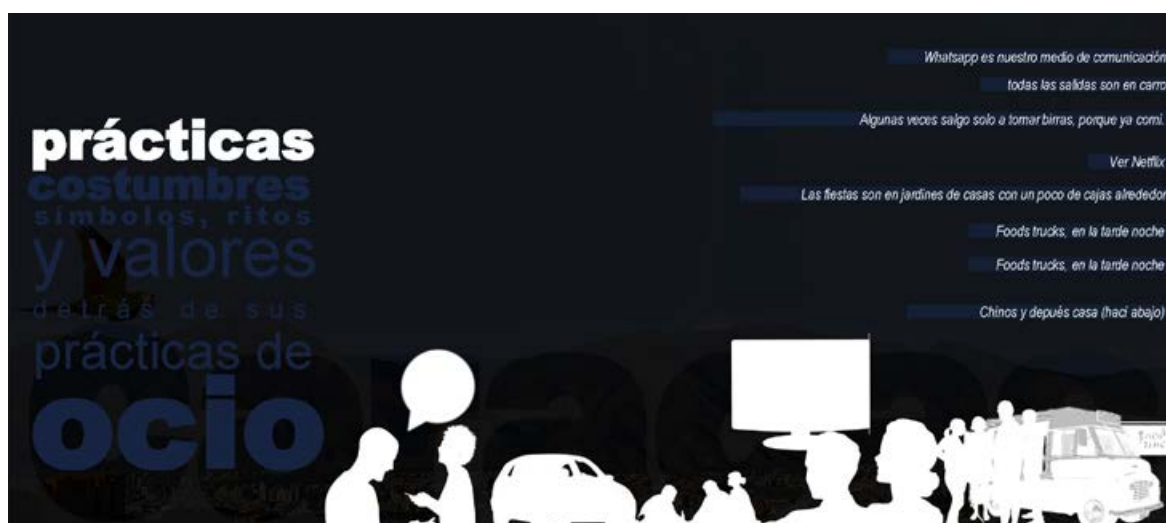 prácticas
costumbres
símbolos, ritos
y valores
detrás de sus
prácticas de
ocio
Whatsapp es nuestro medio de comunicación
todas las salidas son en carro
Algunas veces salgo solo a tomar birras, porque ya comí.
Ver Netflix
Las fiestas son en jardines de casas con un poco de cajas alrededor
Foods trucks, en la tarde noche
Foods trucks, en la tarde noche
Chinos y depués casa (hací abajo)